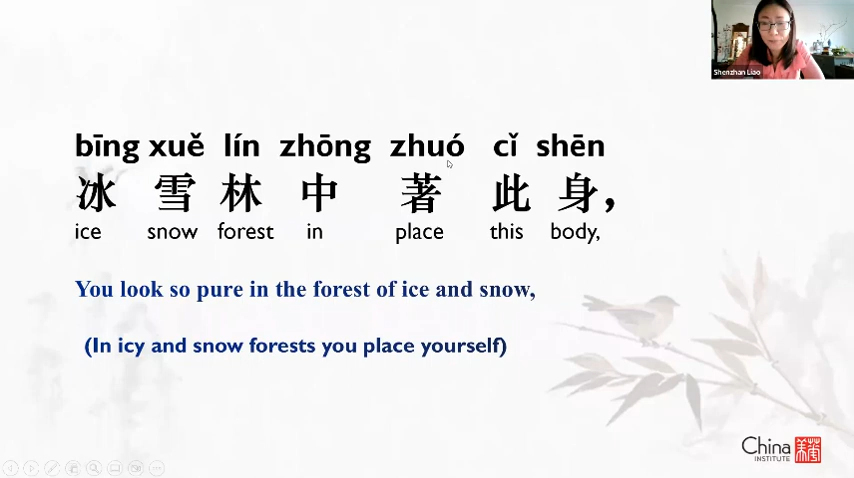 Shenzhan Liao
bīng xuě lín zhōng zhuó cǐ shēn
冰 雪 林 中 著 此 身，
ice snow forest in place this body,
You look so pure in the forest of ice and snow,
(In icy and snow forests you place yourself)
China
INSTITUTE